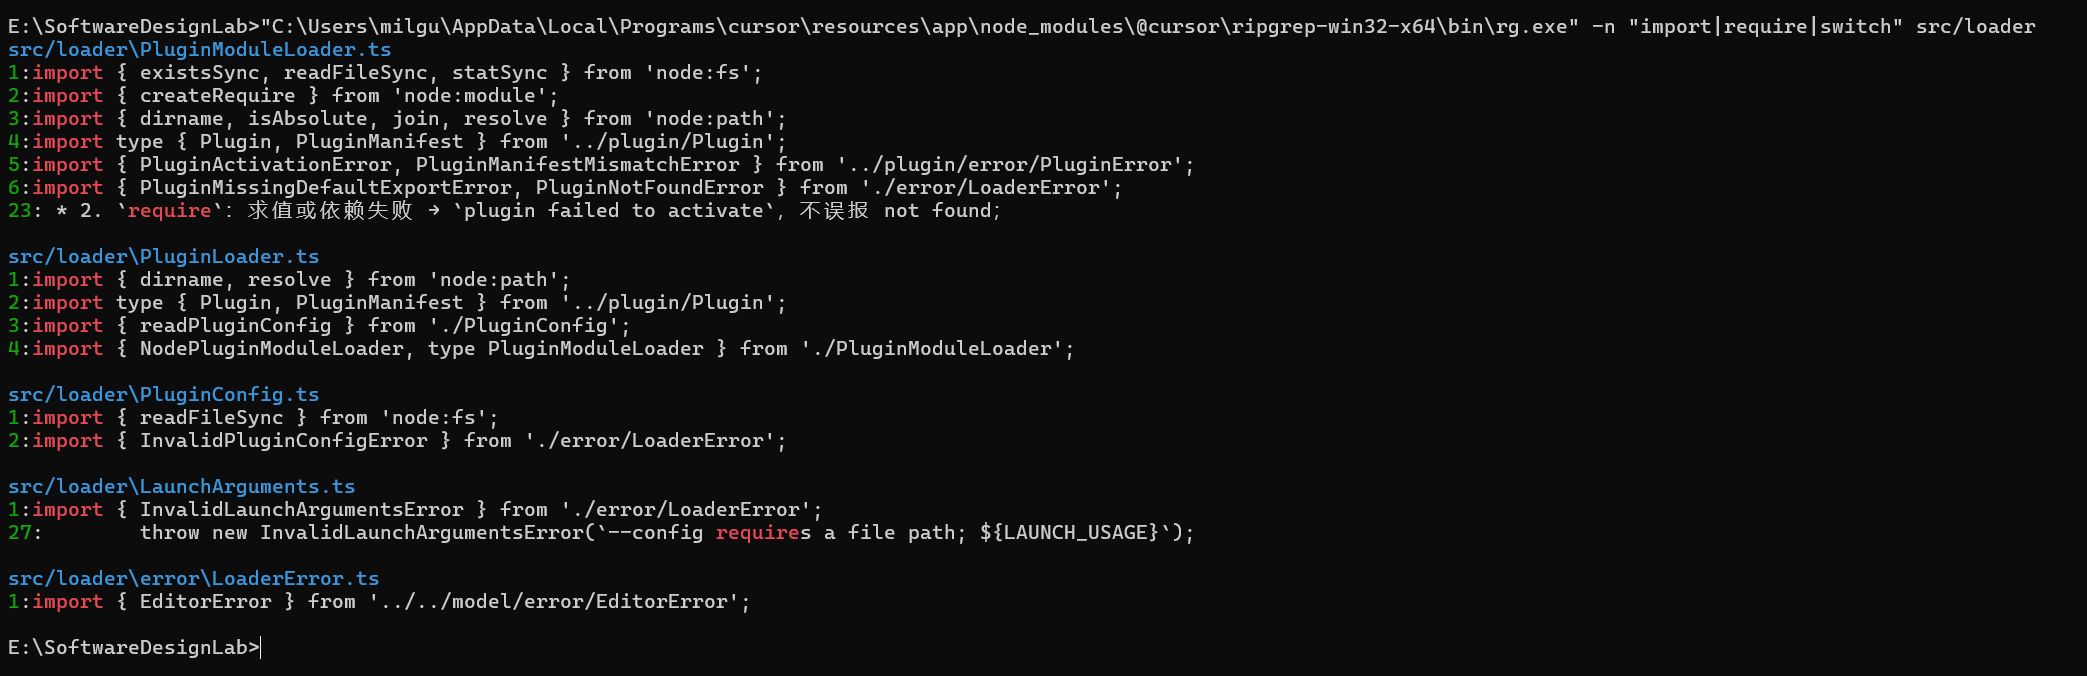 E:\SoftwareDesignLab>"C:\Users\milgu\AppData\Local\Programs\cursor\resources\app\node_modules\@cursor\ripgrep-win32-x64\bin\rg.exe" -n "import|require|switch" src/loader
src/loader\PluginModuleLoader.ts
1:import { existsSync, readFileSync, statSync } from 'node:fs';
2:import { createRequire } from 'node:module';
3:import { dirname, isAbsolute, join, resolve } from 'node:path';
4:import type { Plugin, PluginManifest } from '../plugin/Plugin';
5:import { PluginActivationError, PluginManifestMismatchError } from '../plugin/error/PluginError';
6:import { PluginMissingDefaultExportError, PluginNotFoundError } from './error/LoaderError';
23: * 2. `require`: 求值或依赖失败 → `plugin failed to activate`, 不误报 not found;
src/loader\PluginLoader.ts
1:import { dirname, resolve } from 'node:path';
2:import type { Plugin, PluginManifest } from '../plugin/Plugin';
3:import { readPluginConfig } from './PluginConfig';
4:import { NodePluginModuleLoader, type PluginModuleLoader } from './PluginModuleLoader';
src/loader\PluginConfig.ts
1:import { readFileSync } from 'node:fs';
2:import { InvalidPluginConfigError } from './error/LoaderError';
src/loader\LaunchArguments.ts
1:import { InvalidLaunchArgumentsError } from './error/LoaderError';
27:        throw new InvalidLaunchArgumentsError(`--config requires a file path; ${LAUNCH_USAGE}`);
src/loader\error\LoaderError.ts
1:import { EditorError } from '../../model/error/EditorError';
E:\SoftwareDesignLab>